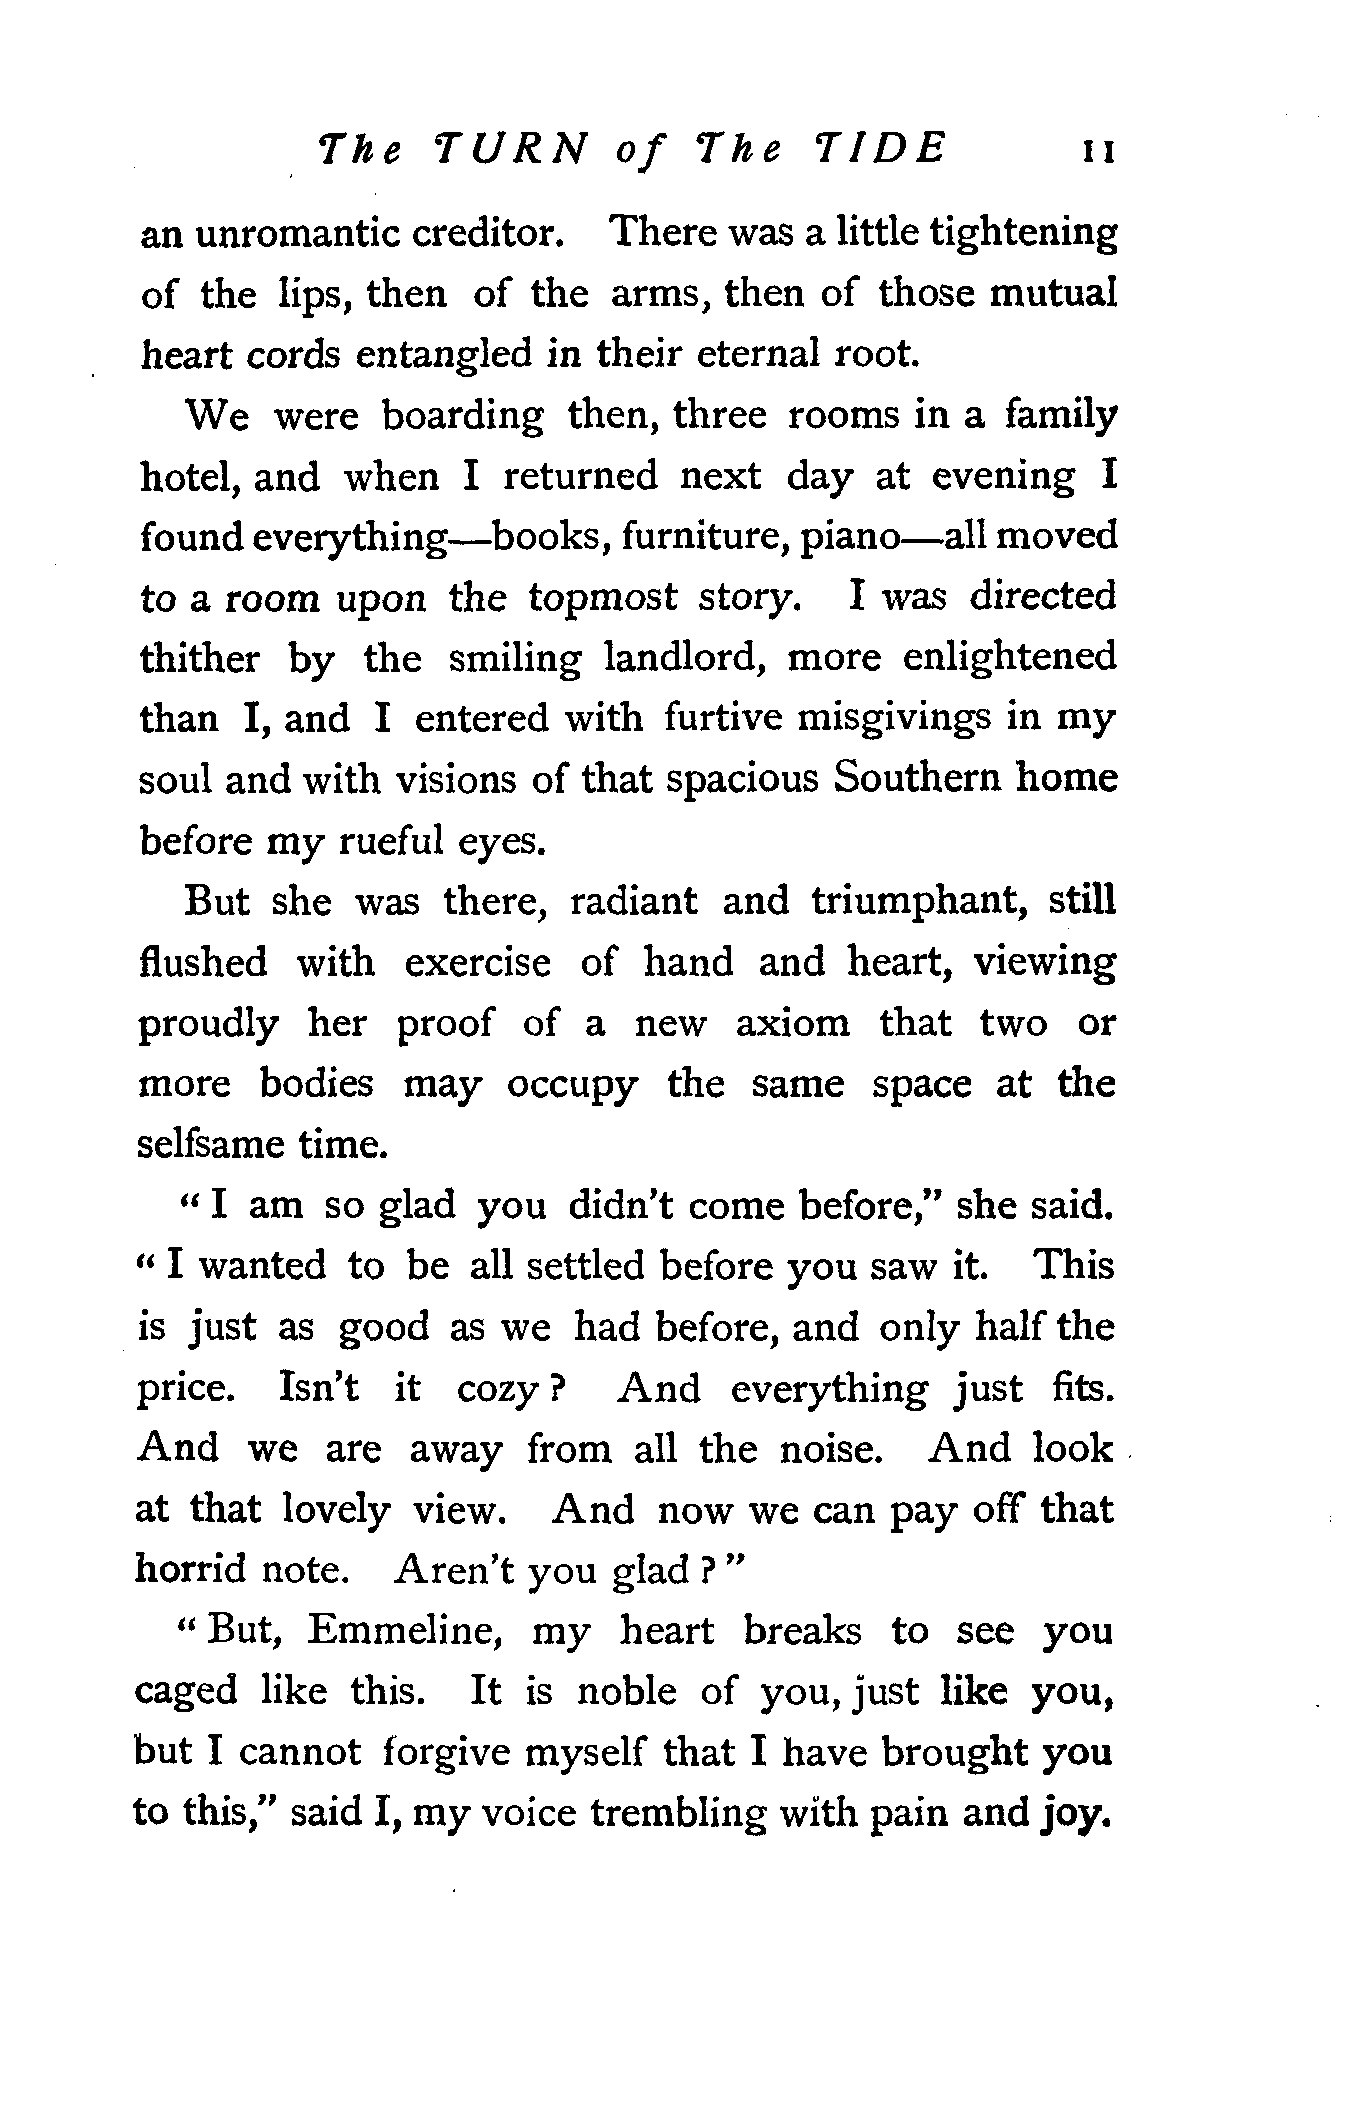 The TURN of The TIDE 11
an unromantic creditor. There was a little tightening
of the lips, then of the arms, then of those mutual
heart cords entangled in their eternal root.
We were boarding then, three rooms in a family
hotel, and when I returned next day at evening I
found everything—books, furniture, piano—all moved
to a room upon the topmost story. I was directed
thither by the smiling landlord, more enlightened
than I, and I entered with furtive misgivings in my
soul and with visions of that spacious Southern home
before my rueful eyes.
But she was there, radiant and triumphant, still
flushed with exercise of hand and heart, viewing
proudly her proof of a new axiom that two or
more bodies may occupy the same space at the
selfsame time.
“ I am so glad you didn't come before,” she said.
“ I wanted to be all settled before you saw it. This
is just as good as we had before, and only half the
price. Isn't it cozy ? And everything just fits.
And we are away from all the noise. And look
at that lovely view. And now we can pay off that
horrid note. Aren't you glad ? ”
“ But, Emmeline, my heart breaks to see you
caged like this. It is noble of you, just like you,
but I cannot forgive myself that I have brought you
to this,” said I, my voice trembling with pain and joy.